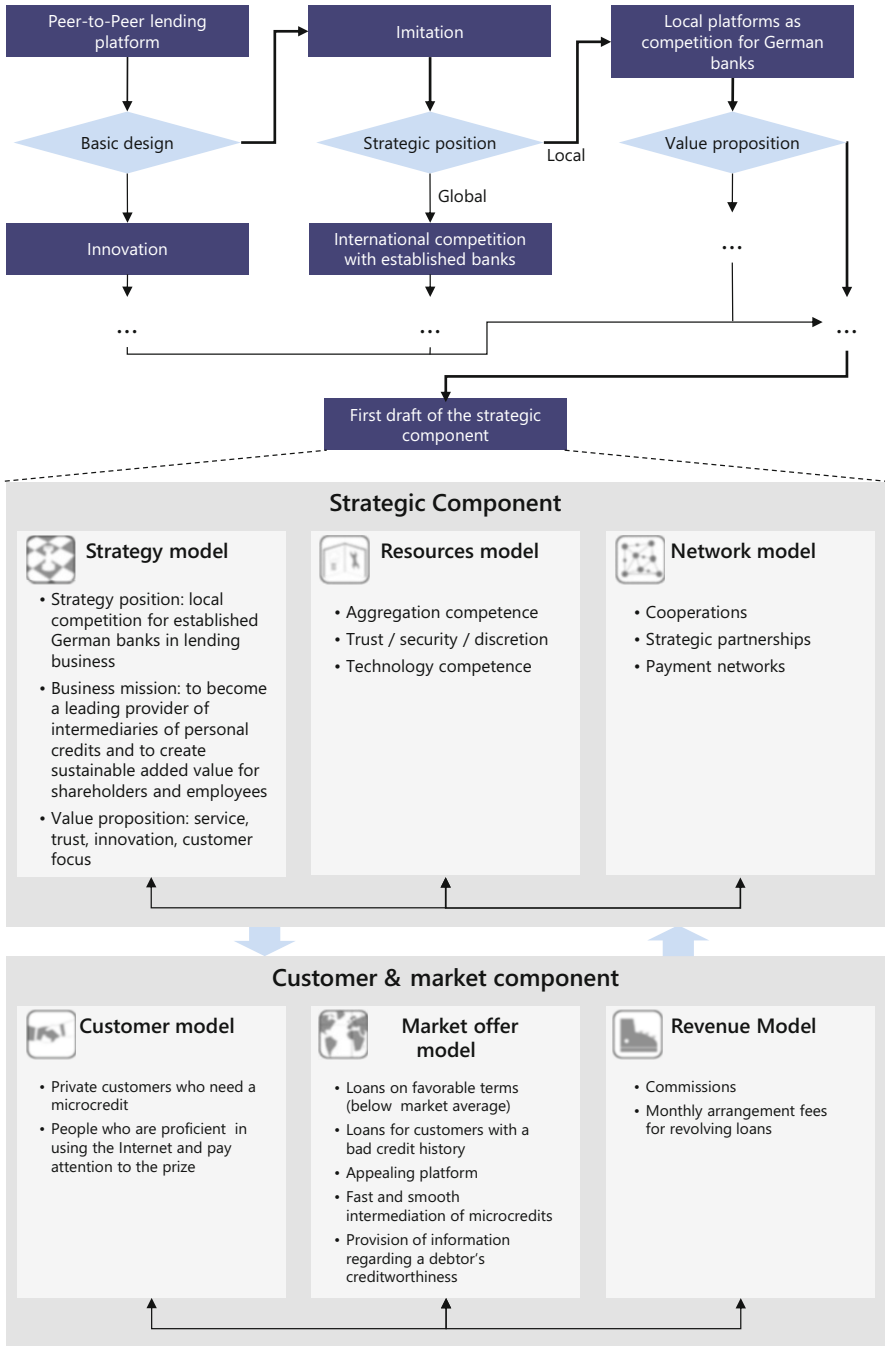 Peer-to-Peer lending
platform
Imitation
Local platforms as
competition for German
banks
Basic design
Strategic position
Local
Value proposition
Global
Innovation
International competition
with established banks
...
...
...
...
First draft of the strategic
component
Strategic Component
Strategy model
• Strategy position: local
competition for established
German banks in lending
business
• Business mission: to become
a leading provider of
intermediaries of personal
credits and to create
sustainable added value for
shareholders and employees
• Value proposition: service,
trust, innovation, customer
focus
Resources model
• Aggregation competence
• Trust / security / discretion
• Technology competence
Network model
• Cooperations
• Strategic partnerships
• Payment networks
Customer & market component
Customer model
• Private customers who need a
microcredit
• People who are proficient in
using the Internet and pay
attention to the prize
Market offer
model
• Loans on favorable terms
(below market average)
• Loans for customers with a
bad credit history
• Appealing platform
• Fast and smooth
intermediation of microcredits
• Provision of information
regarding a debtor's
creditworthiness
Revenue Model
• Commissions
• Monthly arrangement fees
for revolving loans